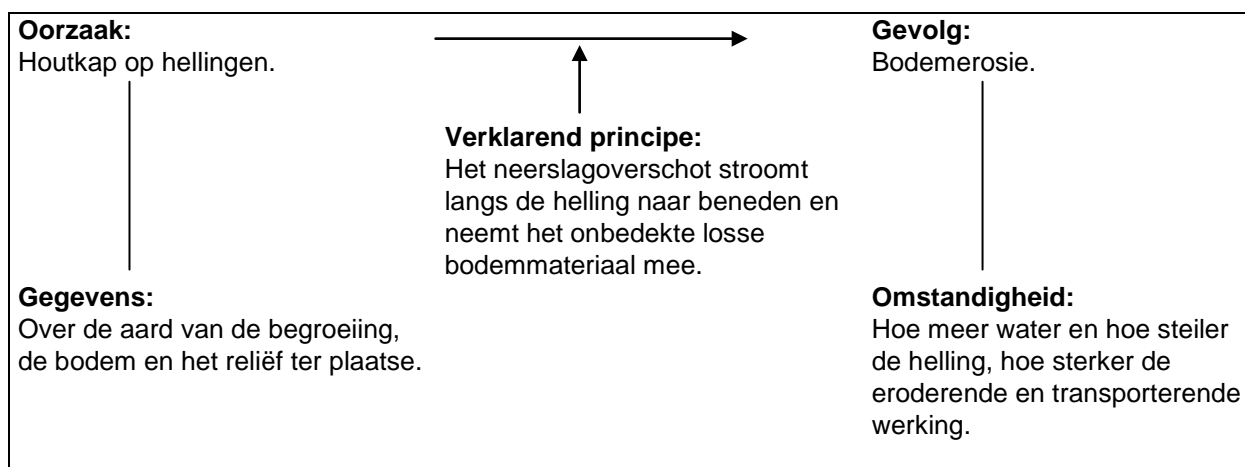 Oorzaak:
Houtkap op hellingen.
Gevolg:
Bodemerosie.
Verklarend principe:
Het neerslagoverschot stroomt
langs de helling naar beneden en
neemt het onbedekte losse
bodemmateriaal mee.
Gegevens:
Over de aard van de begroeiing,
de bodem en het reliëf ter plaatse.
Omstandigheid:
Hoe meer water en hoe steiler
de helling, hoe sterker de
eroderende en transporterende
werking.